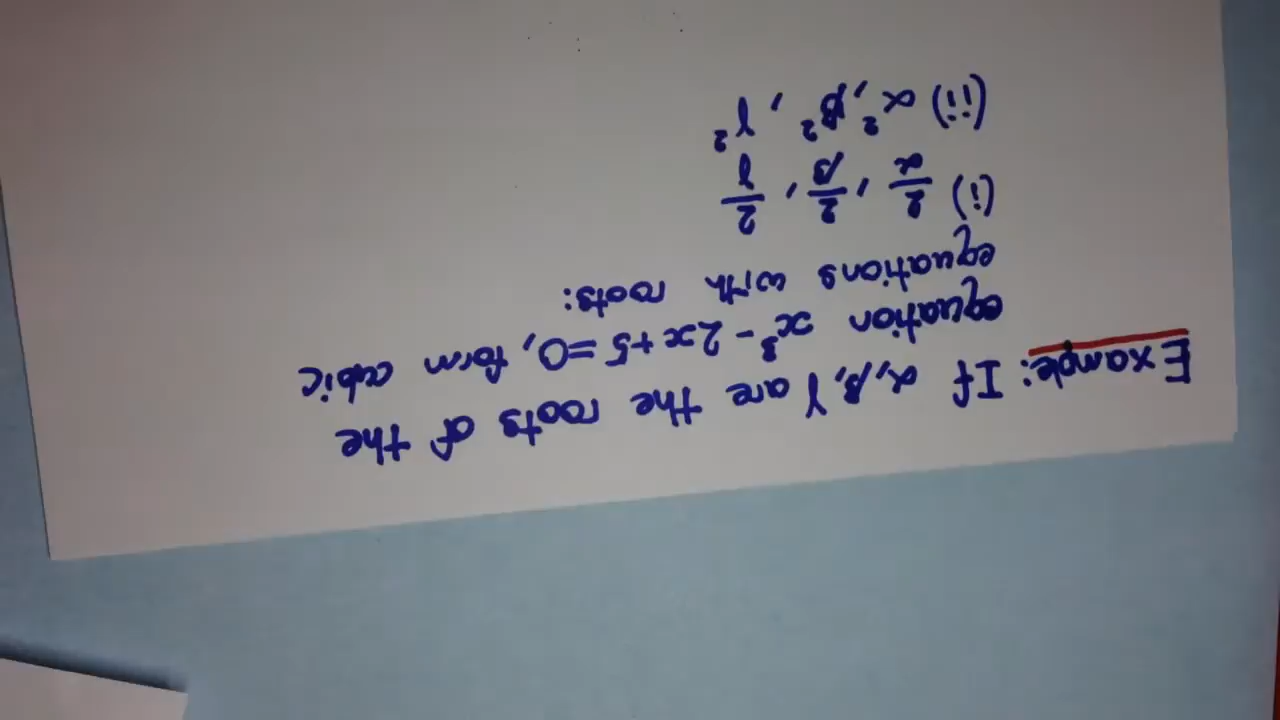 Example: If α, β, γ are the roots of the
equation x³ - 2x + 5 = 0, form cubic
equations with roots:
(i) 2/α, 2/β, 2/γ
(ii) α², β², γ²